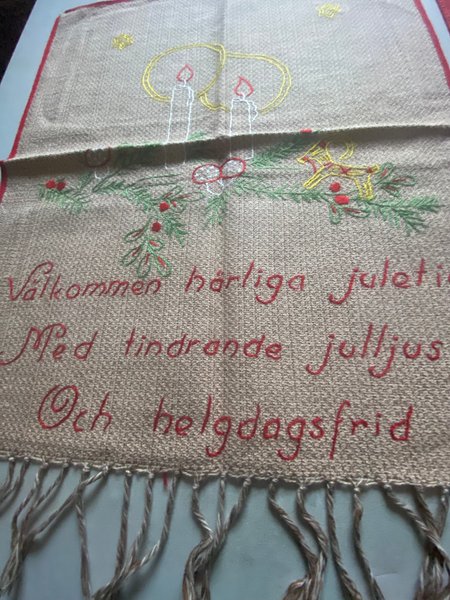 Välkommen härliga juleti
Med tindrande julljus
Och helgdagsfrid